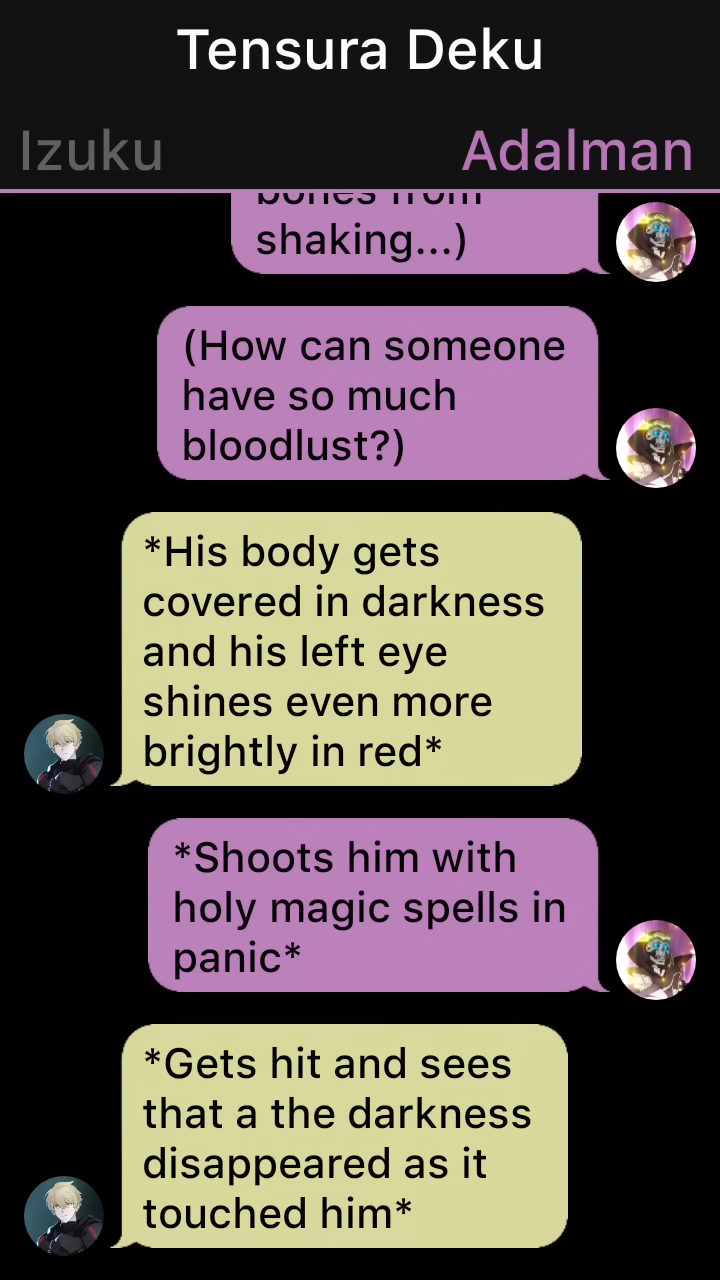 Tensura Deku
Izuku
Adalman
bones from
shaking...)
(How can someone
have so much
bloodlust?)
*His body gets
covered in darkness
and his left eye
shines even more
brightly in red*
*Shoots him with
holy magic spells in
panic*
*Gets hit and sees
that a the darkness
disappeared as it
touched him*